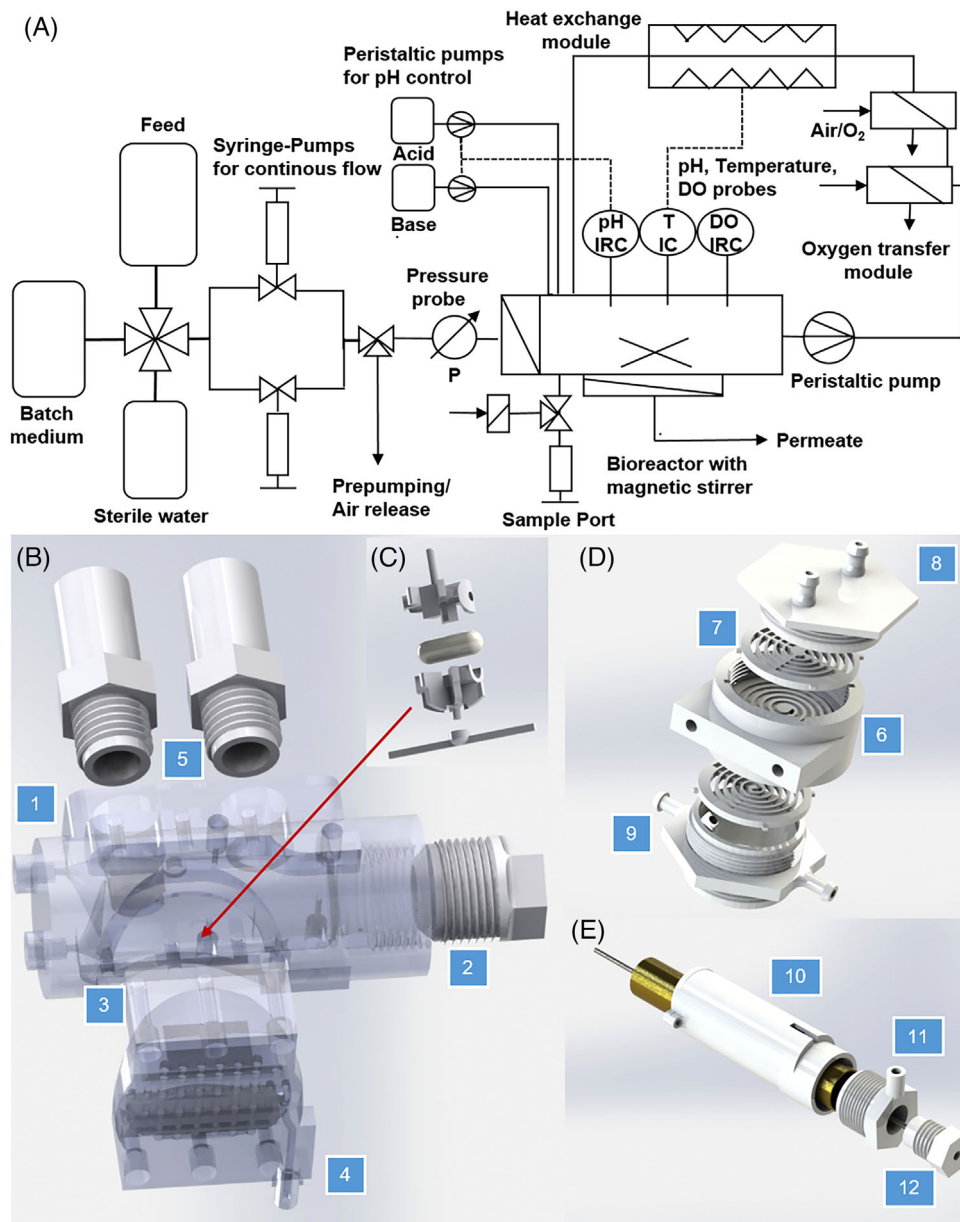 (A)
Heat exchange
module
Peristaltic pumps
for pH control
Feed
Syringe-Pumps
for continous flow
Acid
Base
Air/O2
pH, Temperature,
DO probes
pH
IRC
T
IC
DO
IRC
Oxygen transfer
module
Pressure
probe
P
Peristaltic pump
Batch
medium
Sterile water
Prepumping/
Air release
Sample Port
Bioreactor with
magnetic stirrer
Permeate
(B)
(C)
(D)
8
7
6
9
5
1
2
3
4
(E)
10
11
12